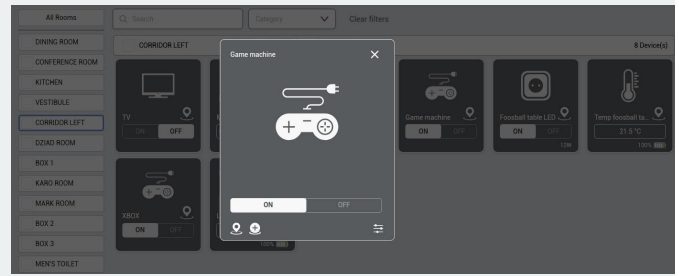 All Rooms
Search
Category
Clear filters
DINING ROOM
CONFERENCE ROOM
KITCHEN
VESTIBULE
CORRIDOR LEFT
DZIAD ROOM
BOX 1
KARO ROOM
MARK ROOM
BOX 2
BOX 3
MEN'S TOILET
CORRIDOR LEFT
8 Device(s)
TV
ON OFF
Game machine
ON OFF
Foosball table LED
ON OFF
12W
Temp foosball ta...
21.5 °C
100%
XBOX
ON OFF
100%
Game machine
ON OFF